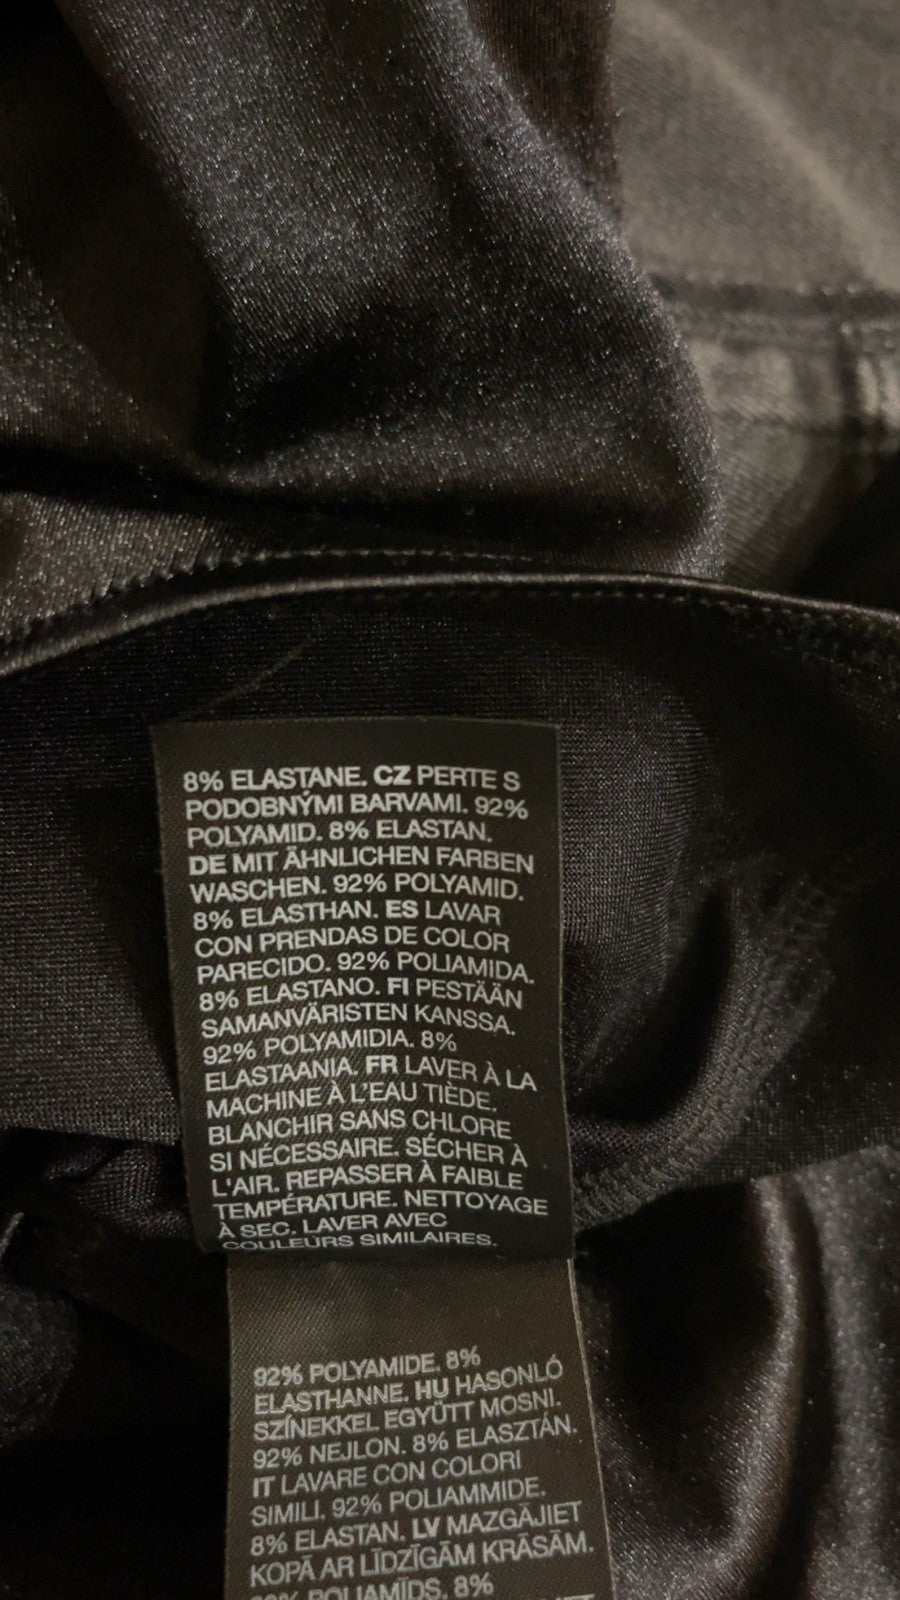 8% ELASTANE. CZ PERTE S
PODOBNÝMI BARVAMI. 92%
POLYAMID. 8% ELASTAN.
DE MIT ÄHNLICHEN FARBEN
WASCHEN. 92% POLYAMID.
8% ELASTHAN. ES LAVAR
CON PRENDAS DE COLOR
PARECIDO. 92% POLIAMIDA.
8% ELASTANO. FI PESTÄÄN
SAMANVÄRISTEN KANSSA.
92% POLYAMIDIA. 8%
ELASTAANIA. FR LAVER À LA
MACHINE À L'EAU TIÈDE.
BLANCHIR SANS CHLORE
SI NÉCESSAIRE. SÉCHER À
L'AIR. REPASSER À FAIBLE
TEMPÉRATURE. NETTOYAGE
À SEC. LAVER AVEC
COULEURS SIMILAIRES.
92% POLYAMIDE. 8%
ELASTHANNE. HU HASONLÓ
SZÍNEKKEL EGYÜTT MOSNI.
92% NEJLON. 8% ELASZTÁN.
IT LAVARE CON COLORI
SIMILI. 92% POLIAMMIDE.
8% ELASTAN. LV MAZGĀJIET
KOPĀ AR LĪDZĪGĀM KRĀSĀM.
92% POLIAMĪDS. 8%